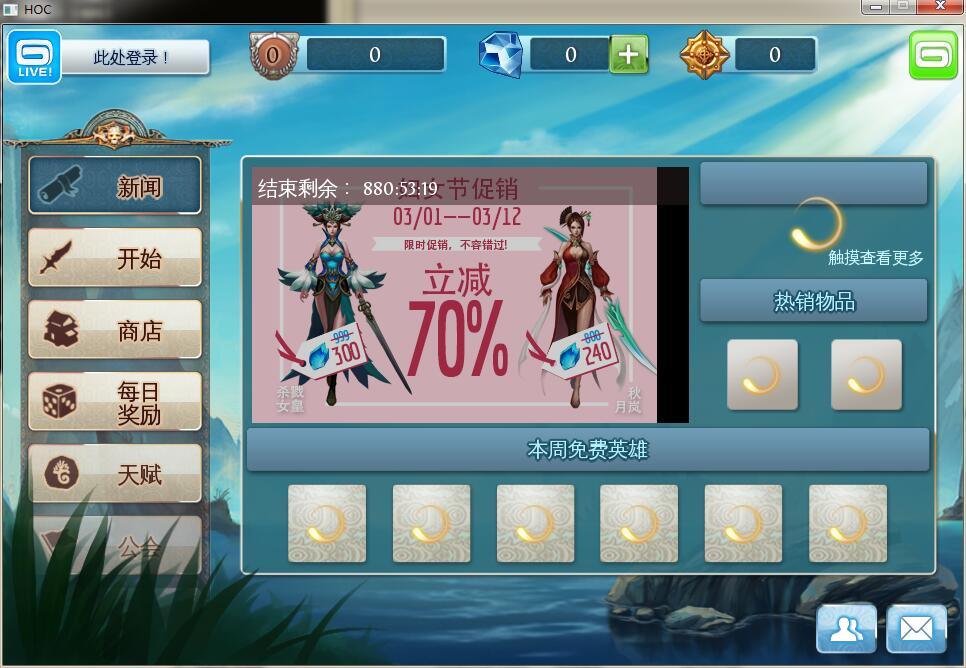 HOC
LIVE!
此处登录！
0
0
0
0
新闻
开始
商店
每日
奖励
天赋
公会
结束剩余： 880:53:19
妇女节促销
03/01——03/12
限时促销，不容错过!
立减
70%
999
300
800
240
杀戮
女皇
秋
月岚
触摸查看更多
热销物品
本周免费英雄